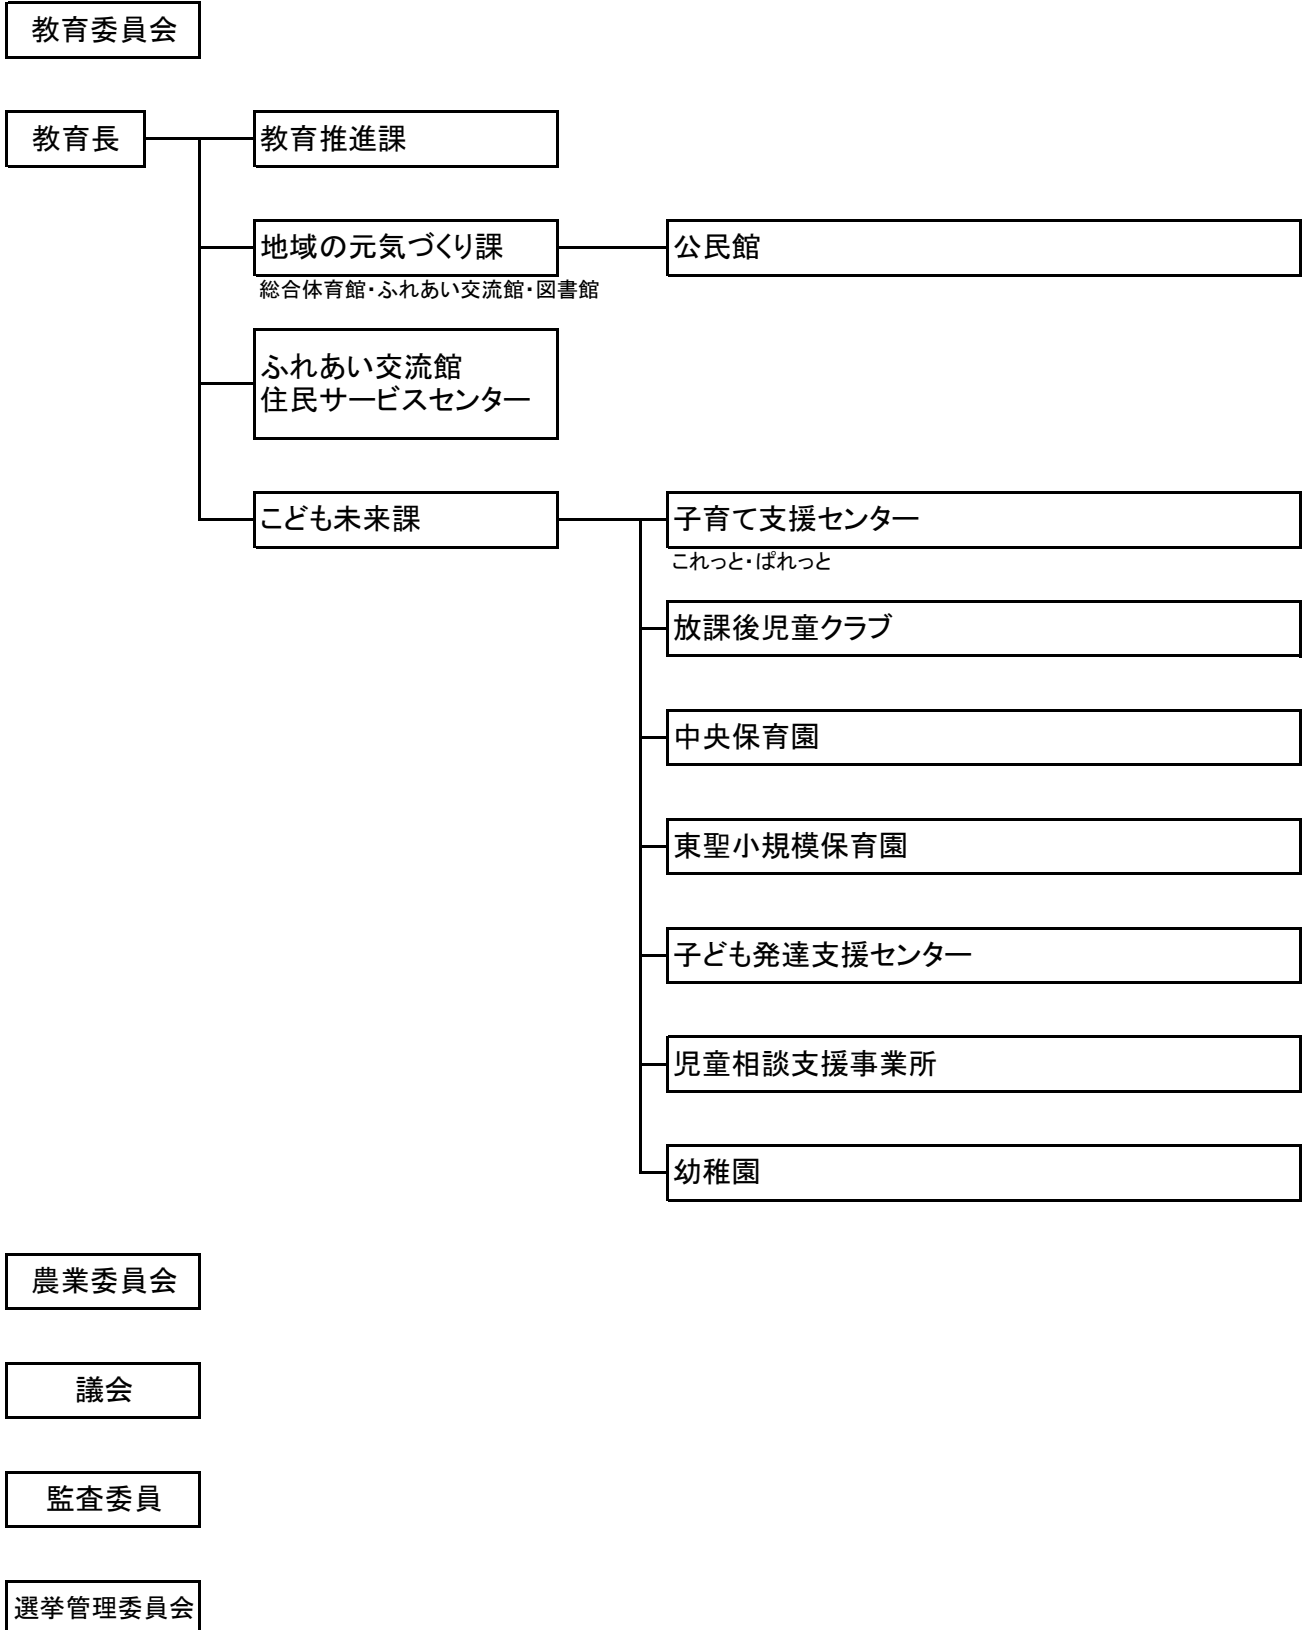 教育委員会
教育長
教育推進課
地域の元気づくり課
公民館
総合体育館・ふれあい交流館・図書館
ふれあい交流館
住民サービスセンター
こども未来課
子育て支援センター
これっと・ぱれっと
放課後児童クラブ
中央保育園
東聖小規模保育園
子ども発達支援センター
児童相談支援事業所
幼稚園
農業委員会
議会
監査委員
選挙管理委員会